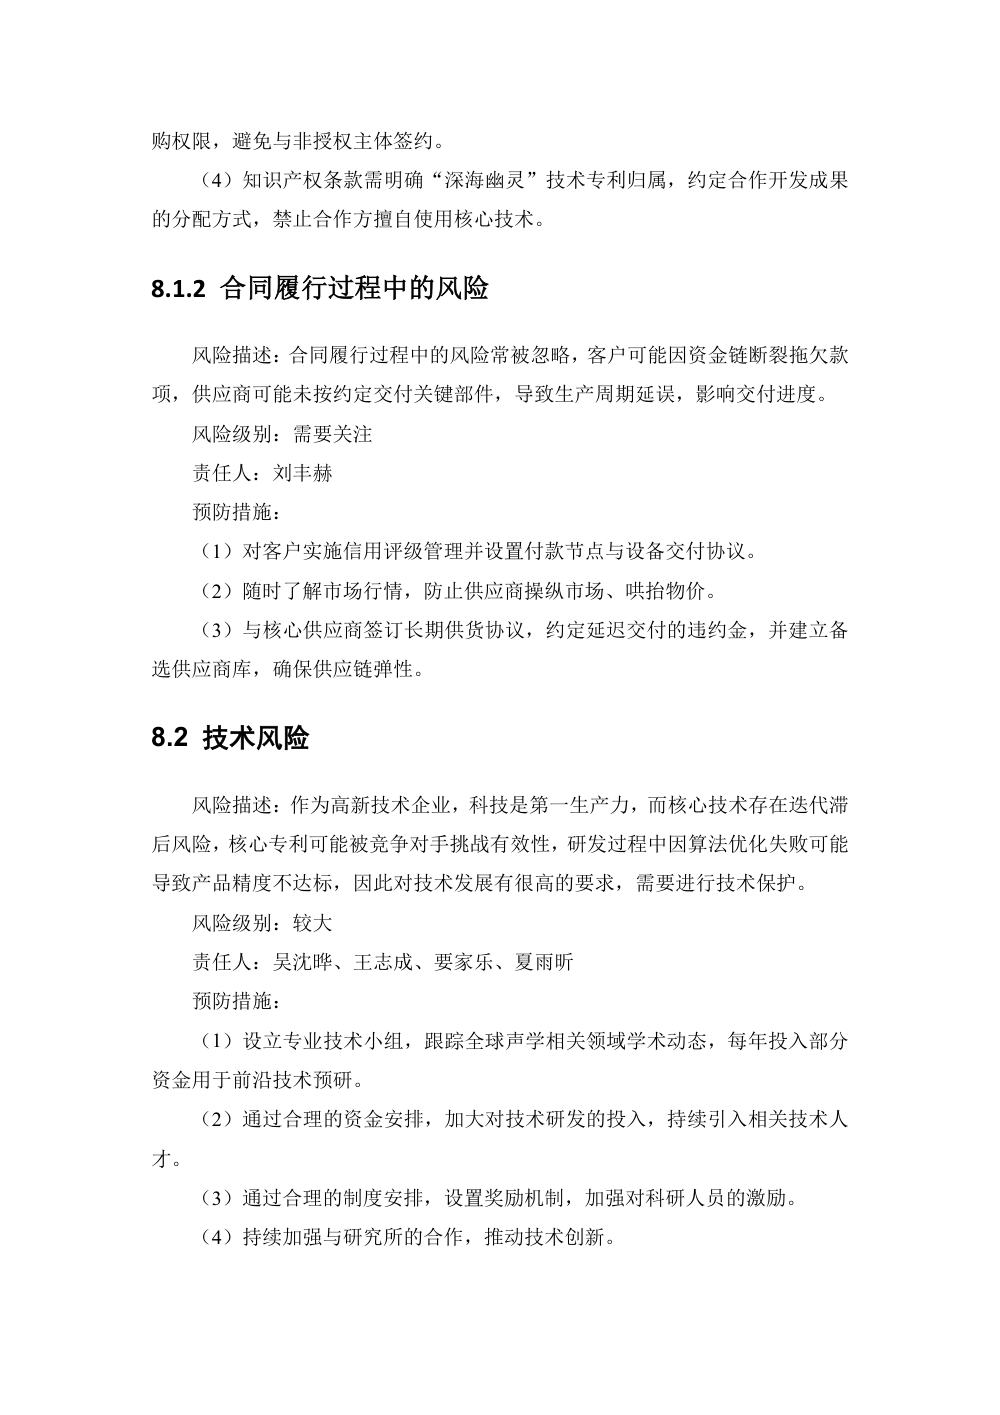 购权限，避免与非授权主体签约。
（4）知识产权条款需明确“深海幽灵”技术专利归属，约定合作开发成果
的分配方式，禁止合作方擅自使用核心技术。
8.1.2 合同履行过程中的风险
风险描述：合同履行过程中的风险常被忽略，客户可能因资金链断裂拖欠款
项，供应商可能未按约定交付关键部件，导致生产周期延误，影响交付进度。
风险级别：需要关注
责任人：刘丰赫
预防措施：
（1）对客户实施信用评级管理并设置付款节点与设备交付协议。
（2）随时了解市场行情，防止供应商操纵市场、哄抬物价。
（3）与核心供应商签订长期供货协议，约定延迟交付的违约金，并建立备
选供应商库，确保供应链弹性。
8.2 技术风险
风险描述：作为高新技术企业，科技是第一生产力，而核心技术存在迭代滞
后风险，核心专利可能被竞争对手挑战有效性，研发过程中因算法优化失败可能
导致产品精度不达标，因此对技术发展有很高的要求，需要进行技术保护。
风险级别：较大
责任人：吴沈晔、王志成、要家乐、夏雨昕
预防措施：
（1）设立专业技术小组，跟踪全球声学相关领域学术动态，每年投入部分
资金用于前沿技术预研。
（2）通过合理的资金安排，加大对技术研发的投入，持续引入相关技术人
才。
（3）通过合理的制度安排，设置奖励机制，加强对科研人员的激励。
（4）持续加强与研究所的合作，推动技术创新。